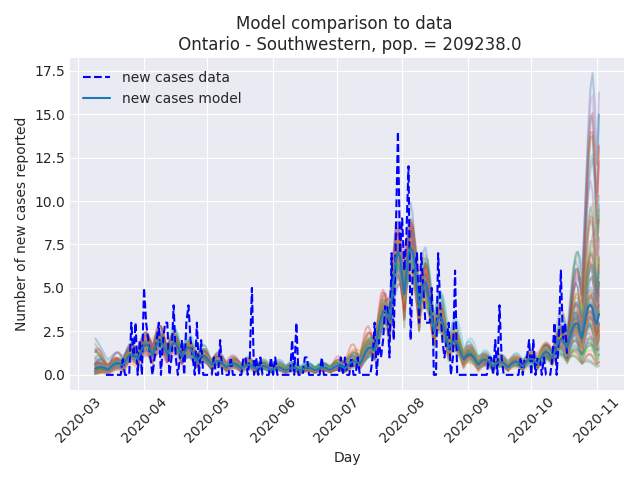 Model comparison to data
Ontario - Southwestern, pop. = 209238.0
new cases data
new cases model
Number of new cases reported
17.5
15.0
12.5
10.0
7.5
5.0
2.5
0.0
2020-03
2020-04
2020-05
2020-06
2020-07
2020-08
2020-09
2020-10
2020-11
Day